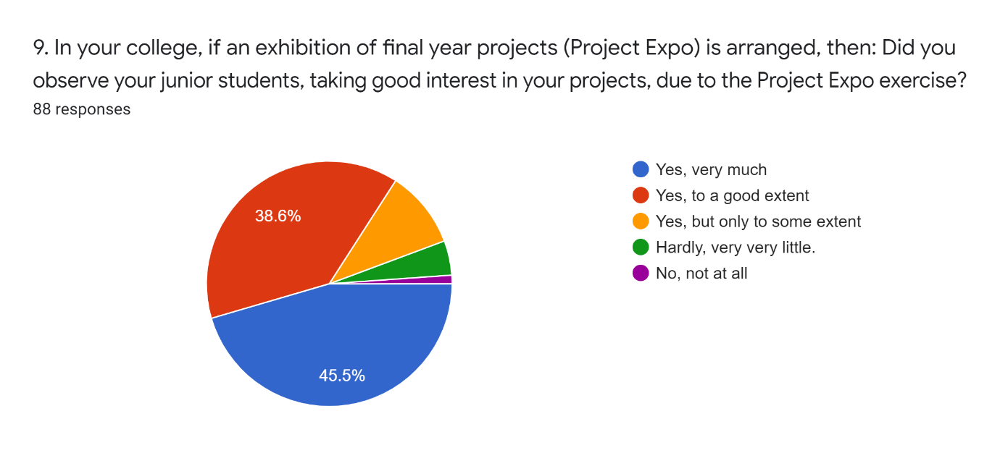 9. In your college, if an exhibition of final year projects (Project Expo) is arranged, then: Did you
observe your junior students, taking good interest in your projects, due to the Project Expo exercise?
88 responses
38.6%
45.5%
Yes, very much
Yes, to a good extent
Yes, but only to some extent
Hardly, very very little.
No, not at all